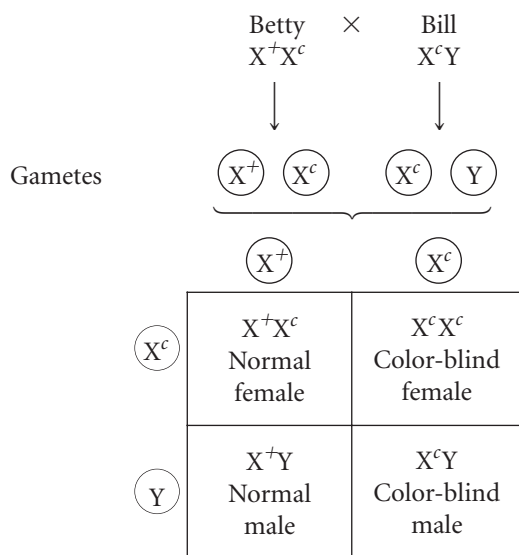 Betty × Bill
X⁺Xᶜ XᶜY
Gametes X⁺ Xᶜ Xᶜ Y
X⁺ Xᶜ
Xᶜ X⁺Xᶜ XᶜXᶜ
Normal Color-blind
female female
Y X⁺Y XᶜY
Normal Color-blind
male male